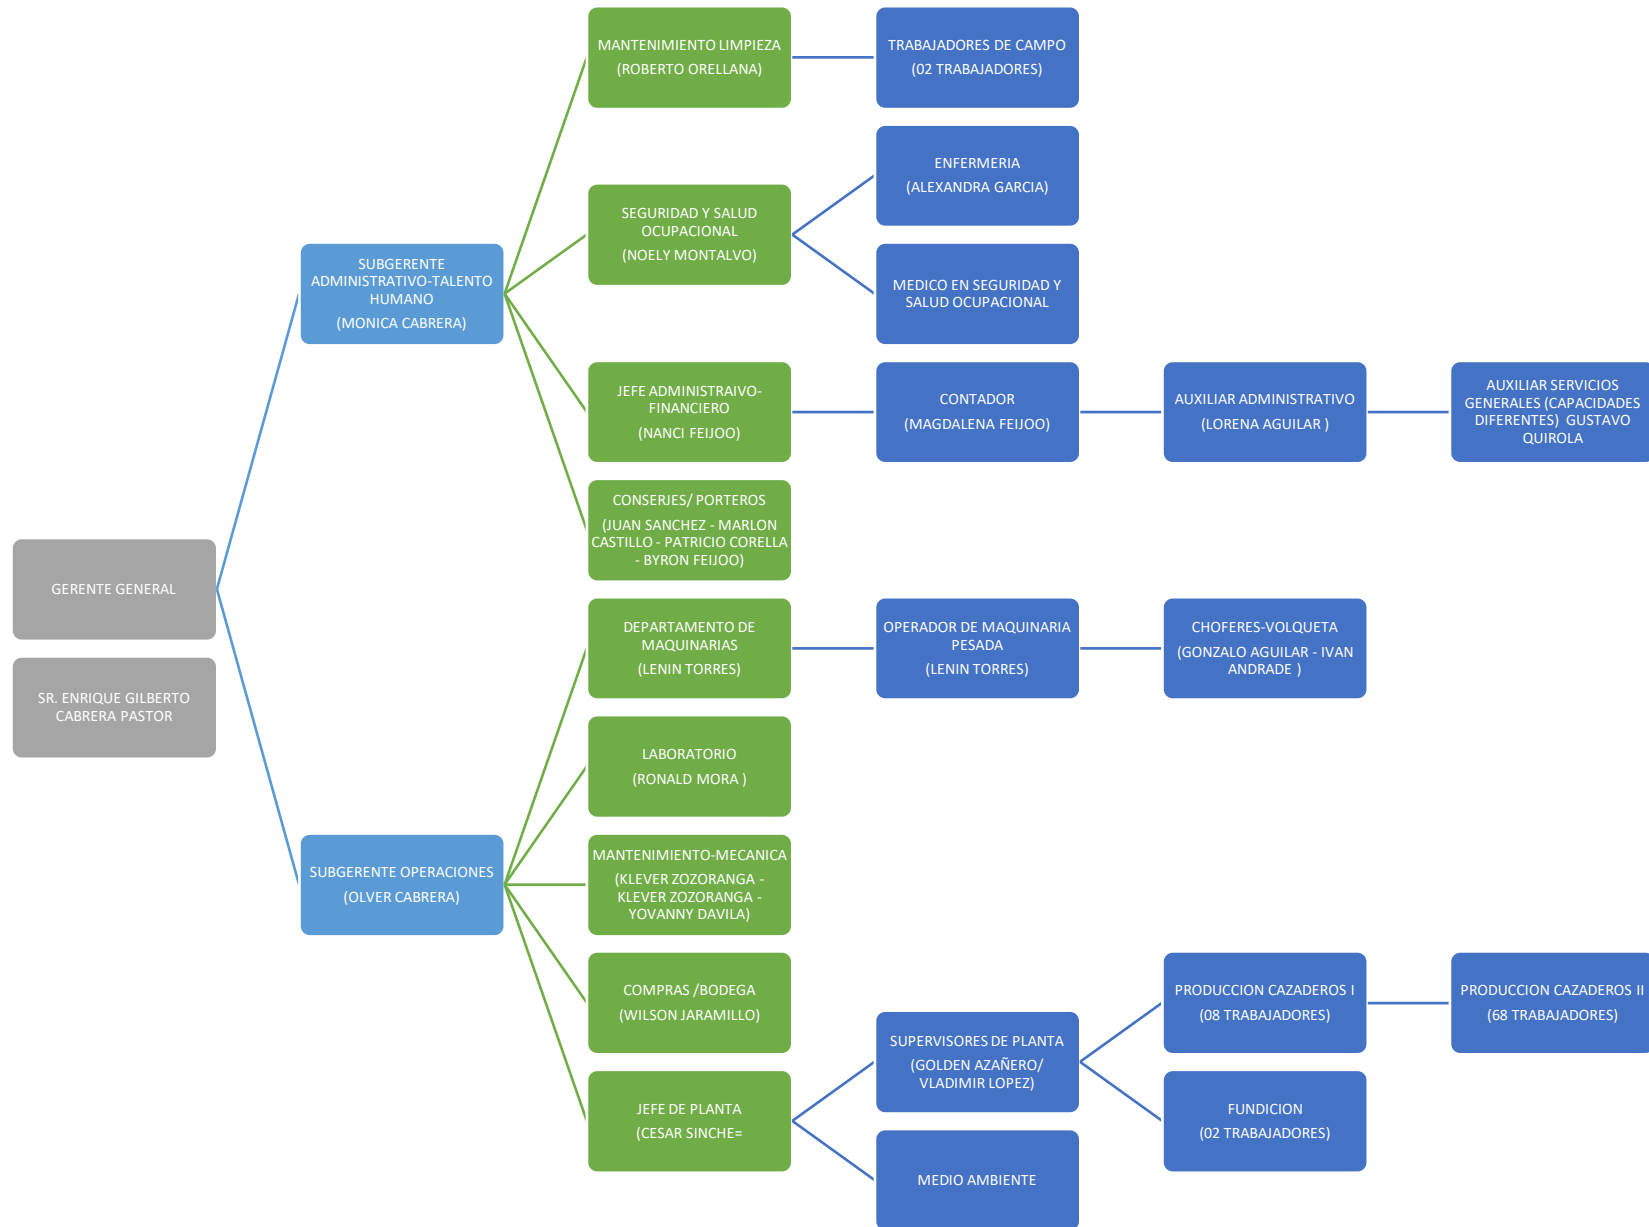 MANTENIMIENTO LIMPIEZA
(ROBERTO ORELLANA)
TRABAJADORES DE CAMPO
(02 TRABAJADORES)
ENFERMERIA
(ALEXANDRA GARCIA)
SEGURIDAD Y SALUD
OCUPACIONAL
(NOELY MONTALVO)
MEDICO EN SEGURIDAD Y
SALUD OCUPACIONAL
SUBGERENTE
ADMINISTRATIVO-TALENTO
HUMANO
(MONICA CABRERA)
JEFE ADMINISTRAIVO-
FINANCIERO
(NANCI FEIJOO)
CONTADOR
(MAGDALENA FEIJOO)
AUXILIAR ADMINISTRATIVO
(LORENA AGUILAR )
AUXILIAR SERVICIOS
GENERALES (CAPACIDADES
DIFERENTES)  GUSTAVO
QUIROLA
CONSERJES/ PORTEROS
(JUAN SANCHEZ - MARLON
CASTILLO - PATRICIO CORELLA
- BYRON FEIJOO)
GERENTE GENERAL
SR. ENRIQUE GILBERTO
CABRERA PASTOR
DEPARTAMENTO DE
MAQUINARIAS
(LENIN TORRES)
OPERADOR DE MAQUINARIA
PESADA
(LENIN TORRES)
CHOFERES-VOLQUETA
(GONZALO AGUILAR - IVAN
ANDRADE )
LABORATORIO
(RONALD MORA )
SUBGERENTE OPERACIONES
(OLVER CABRERA)
MANTENIMIENTO-MECANICA
(KLEVER ZOZORANGA -
KLEVER ZOZORANGA -
YOVANNY DAVILA)
COMPRAS /BODEGA
(WILSON JARAMILLO)
JEFE DE PLANTA
(CESAR SINCHE=
SUPERVISORES DE PLANTA
(GOLDEN AZAÑERO/
VLADIMIR LOPEZ)
PRODUCCION CAZADEROS I
(08 TRABAJADORES)
PRODUCCION CAZADEROS II
(68 TRABAJADORES)
FUNDICION
(02 TRABAJADORES)
MEDIO AMBIENTE